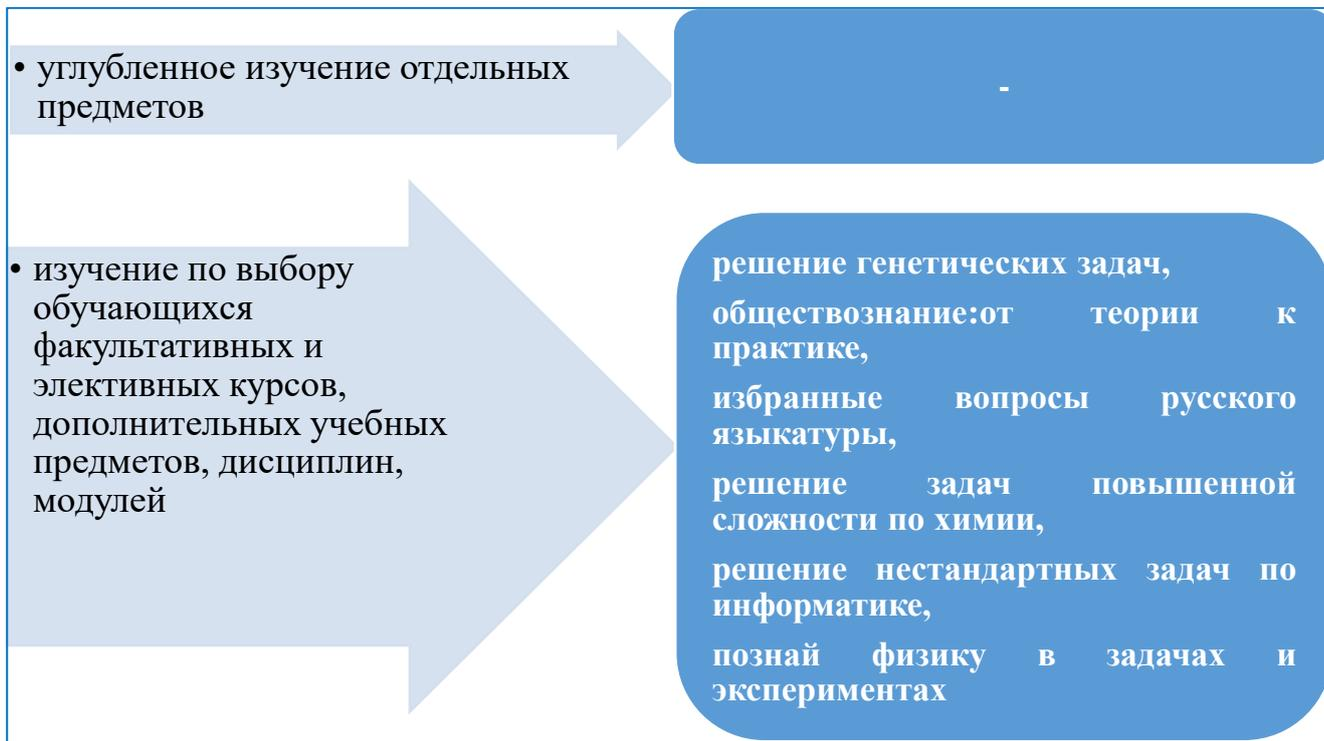 • углубленное изучение отдельных
предметов
-
• изучение по выбору
обучающихся
факультативных и
элективных курсов,
дополнительных учебных
предметов, дисциплин,
модулей
решение генетических задач,
обществознание:от теории к
практике,
избранные вопросы русского
языкатуры,
решение задач повышенной
сложности по химии,
решение нестандартных задач по
информатике,
познай физику в задачах и
экспериментах